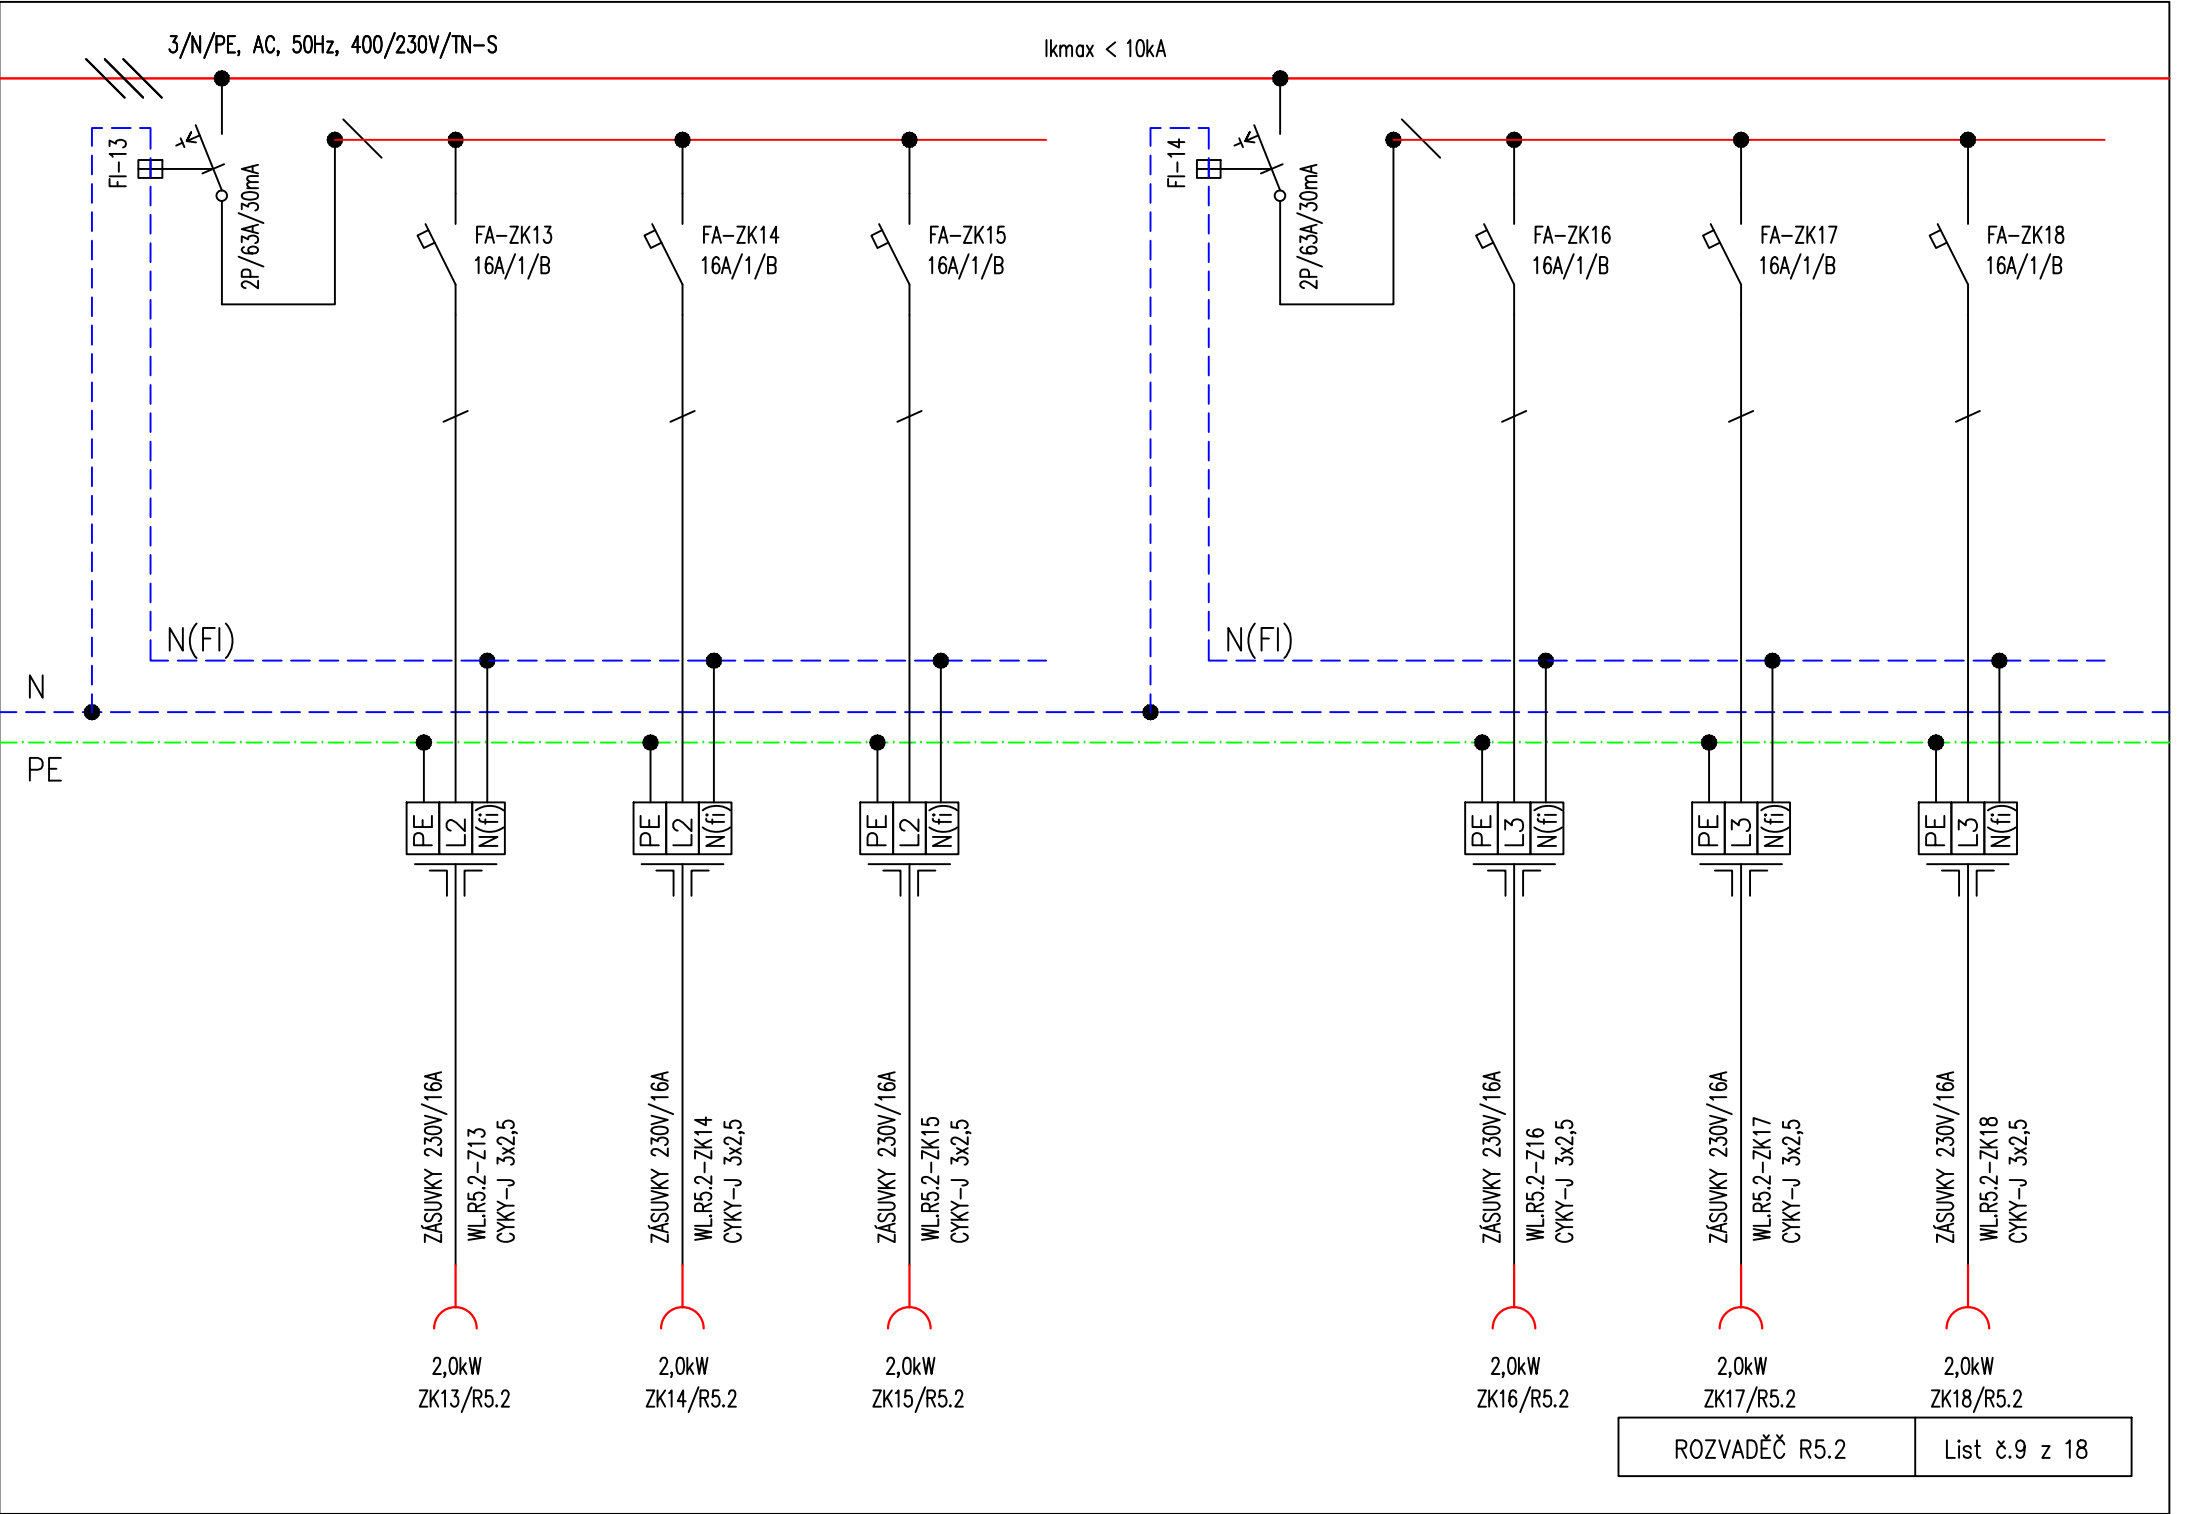 3/N/PE, AC, 50Hz, 400/230V/TN-S
Ikmax < 10kA
FI-13
2P/63A/30mA
FA-ZK13
16A/1/B
FA-ZK14
16A/1/B
FA-ZK15
16A/1/B
FI-14
2P/63A/30mA
FA-ZK16
16A/1/B
FA-ZK17
16A/1/B
FA-ZK18
16A/1/B
N(FI)
N(FI)
N
PE
PE L2 N(fi)
PE L2 N(fi)
PE L2 N(fi)
PE L3 N(fi)
PE L3 N(fi)
PE L3 N(fi)
ZÁSUVKY 230V/16A
WL.R5.2-Z13
CYKY-J 3x2,5
ZÁSUVKY 230V/16A
WL.R5.2-ZK14
CYKY-J 3x2,5
ZÁSUVKY 230V/16A
WL.R5.2-ZK15
CYKY-J 3x2,5
ZÁSUVKY 230V/16A
WL.R5.2-Z16
CYKY-J 3x2,5
ZÁSUVKY 230V/16A
WL.R5.2-ZK17
CYKY-J 3x2,5
ZÁSUVKY 230V/16A
WL.R5.2-ZK18
CYKY-J 3x2,5
2,0kW
ZK13/R5.2
2,0kW
ZK14/R5.2
2,0kW
ZK15/R5.2
2,0kW
ZK16/R5.2
2,0kW
ZK17/R5.2
2,0kW
ZK18/R5.2
ROZVADĚČ R5.2
List č.9 z 18